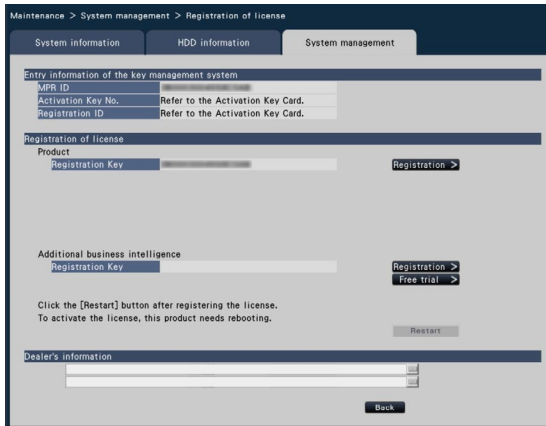 Maintenance > System management > Registration of license
System information HDD information System management
Entry information of the key management system
MPR ID
Activation Key No. Refer to the Activation Key Card.
Registration ID Refer to the Activation Key Card.
Registration of license
Product
Registration Key Registration >
Additional business intelligence
Registration Key Registration >
Free trial >
Click the [Restart] button after registering the license.
To activate the license, this product needs rebooting.
Restart
Dealer's information
Back